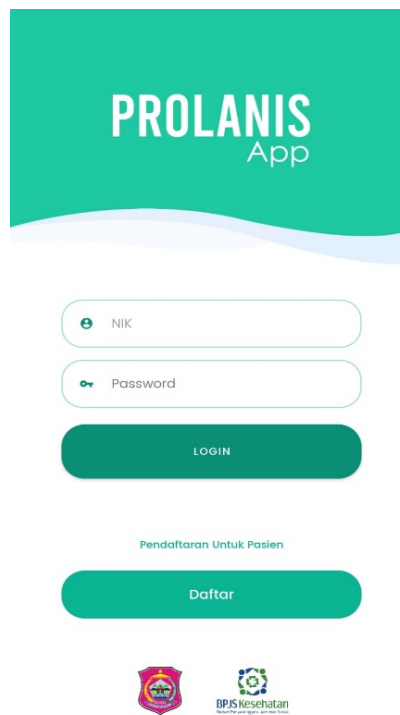 PROLANIS
App
NIK
Password
LOGIN
Pendaftaran Untuk Pasien
Daftar
BPJS Kesehatan